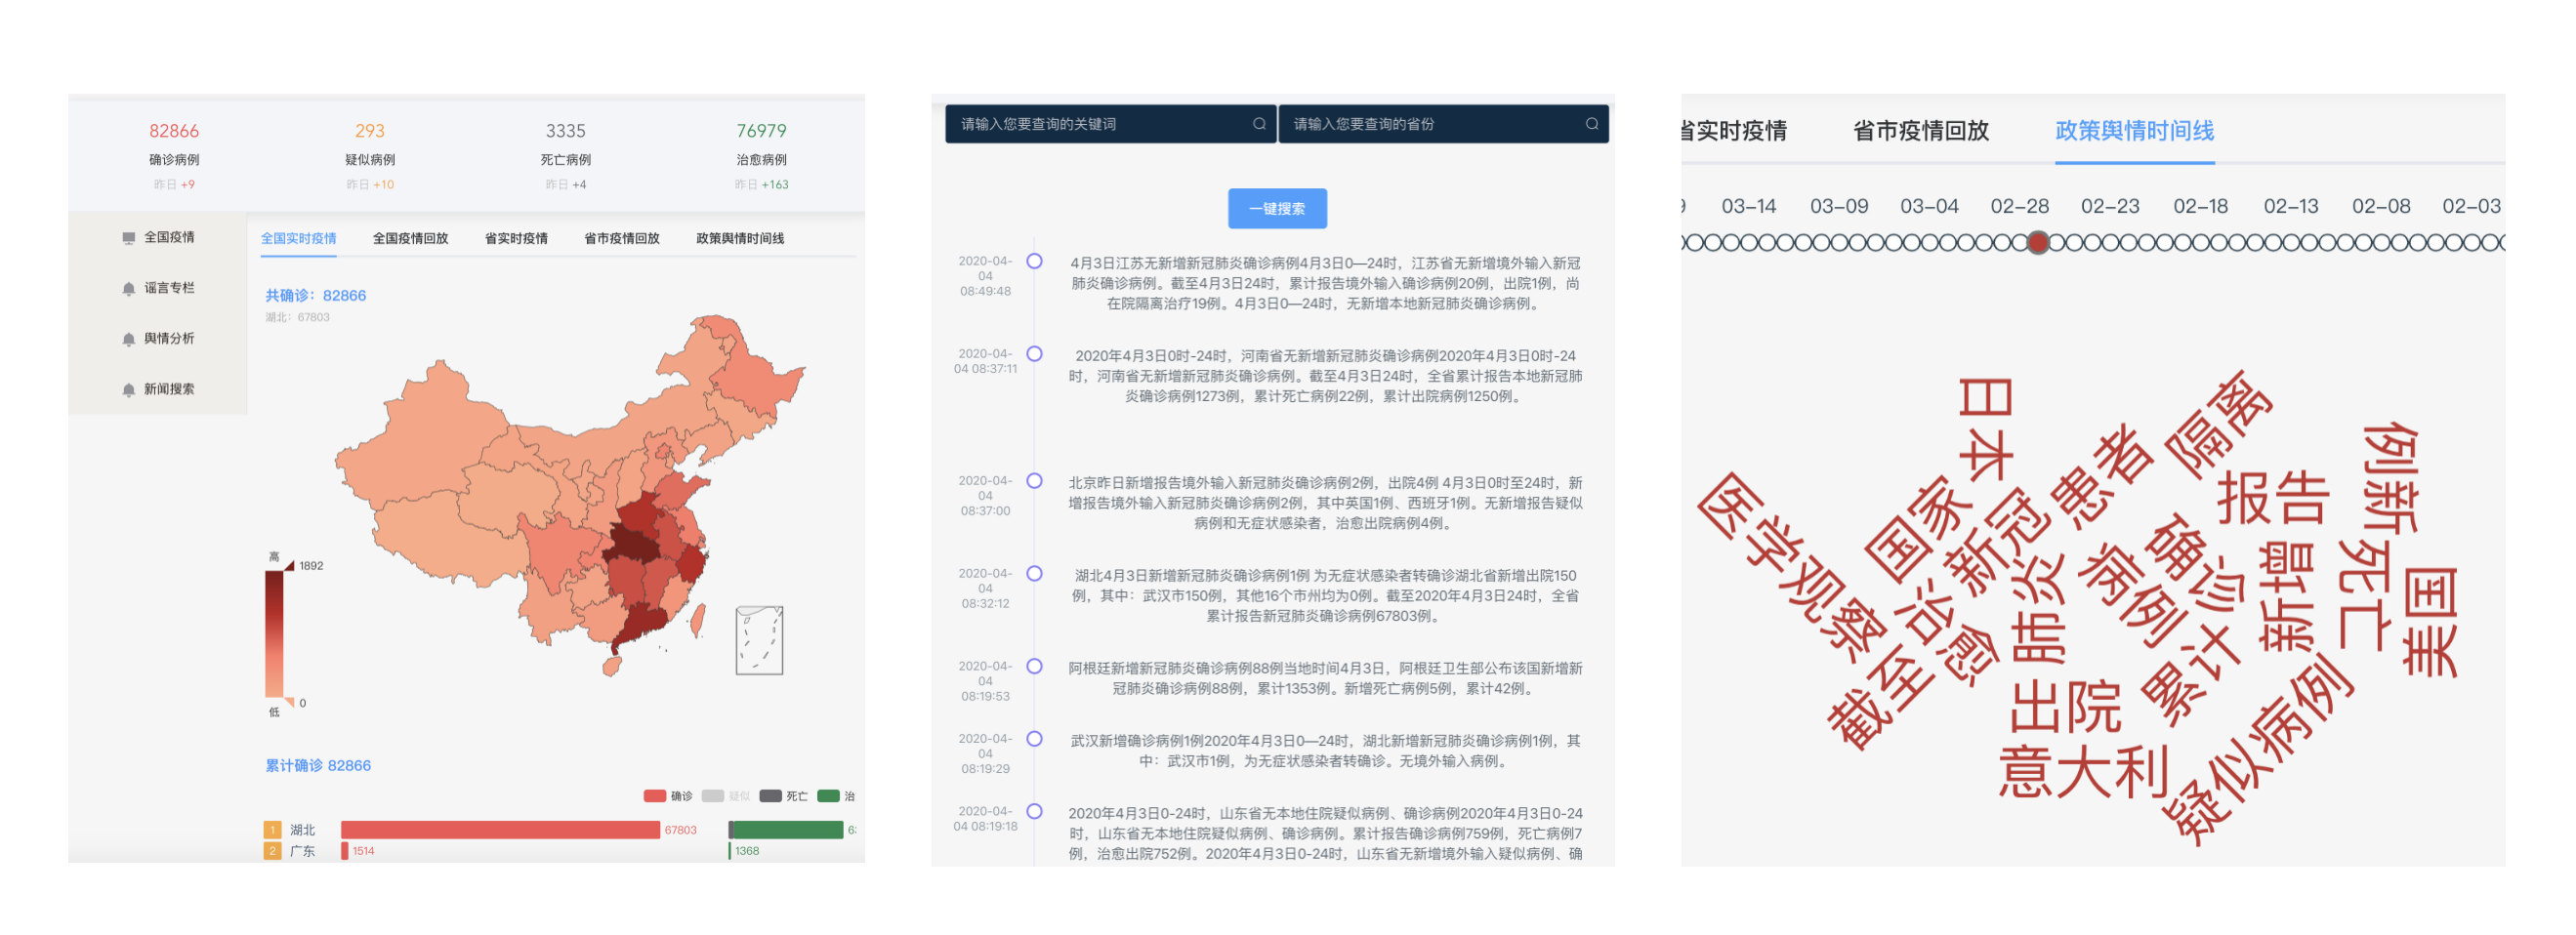 82866 293 3335 76979
确诊病例 疑似病例 死亡病例 治愈病例
昨日 +9 昨日 +10 昨日 +4 昨日 +163
全国疫情
谣言专栏
舆情分析
新闻搜索
全国实时疫情 全国疫情回放 省实时疫情 省市疫情回放 政策舆情时间线
共确诊：82866
湖北：67803
高
1892
0
低
累计确诊 82866
确诊 疑似 死亡 治
1 湖北 67803
2 广东 1514 1368
请输入您要查询的关键词 请输入您要查询的省份
一键搜索
2020-04-
04
08:49:48
4月3日江苏无新增新冠肺炎确诊病例4月3日0—24时，江苏省无新增境外输入新冠
肺炎确诊病例。截至4月3日24时，累计报告境外输入确诊病例20例，出院1例，尚
在院隔离治疗19例。4月3日0—24时，无新增本地新冠肺炎确诊病例。
2020-04-
04 08:37:11
2020年4月3日0时-24时，河南省无新增新冠肺炎确诊病例2020年4月3日0时-24
时，河南省无新增新冠肺炎确诊病例。截至4月3日24时，全省累计报告本地新冠肺
炎确诊病例1273例，累计死亡病例22例，累计出院病例1250例。
2020-04-
04
08:37:00
北京昨日新增报告境外输入新冠肺炎确诊病例2例，出院4例 4月3日0时至24时，新
增报告境外输入新冠肺炎确诊病例2例，其中英国1例、西班牙1例。无新增报告疑似
病例和无症状感染者，治愈出院病例4例。
2020-04-
04
08:32:12
湖北4月3日新增新冠肺炎确诊病例1例 为无症状感染者转确诊湖北省新增出院150
例，其中：武汉市150例，其他16个市州均为0例。截至2020年4月3日24时，全省
累计报告新冠肺炎确诊病例67803例。
2020-04-
04
08:19:53
阿根廷新增新冠肺炎确诊病例88例当地时间4月3日，阿根廷卫生部公布该国新增新
冠肺炎确诊病例88例，累计1353例。新增死亡病例5例，累计42例。
2020-04-
04
08:19:29
武汉新增确诊病例1例2020年4月3日0—24时，湖北新增新冠肺炎确诊病例1例，其
中：武汉市1例，为无症状感染者转确诊。无境外输入病例。
2020-04-
04 08:19:18
2020年4月3日0-24时，山东省无本地住院疑似病例、确诊病例2020年4月3日0-24
时，山东省无本地住院疑似病例、确诊病例。累计报告确诊病例759例，死亡病例7
例，治愈出院752例。2020年4月3日0-24时，山东省无新增境外输入疑似病例、确
省实时疫情 省市疫情回放 政策舆情时间线
9 03-14 03-09 03-04 02-28 02-23 02-18 02-13 02-08 02-03
日本
隔离
患者
例新
国家
报告
医学观察
新冠
确诊
新增
死亡
美国
治愈
肺炎
病例
截至
累计
出院
意大利
疑似病例